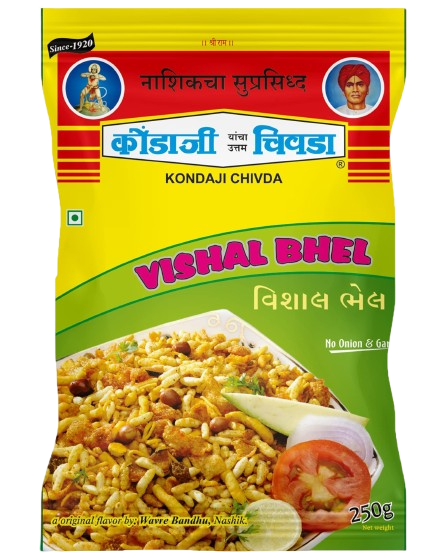 Since-1920
।। श्रीराम ।।
नाशिकचा सुप्रसिध्द
कोंडाजी यांचा उत्तम चिवडा
®
KONDAJI CHIVDA
VISHAL BHEL
વિશાલ ભેલ
No Onion & Gar
a original flavor by; Wavre Bandhu, Nashik.
250g
Net weight